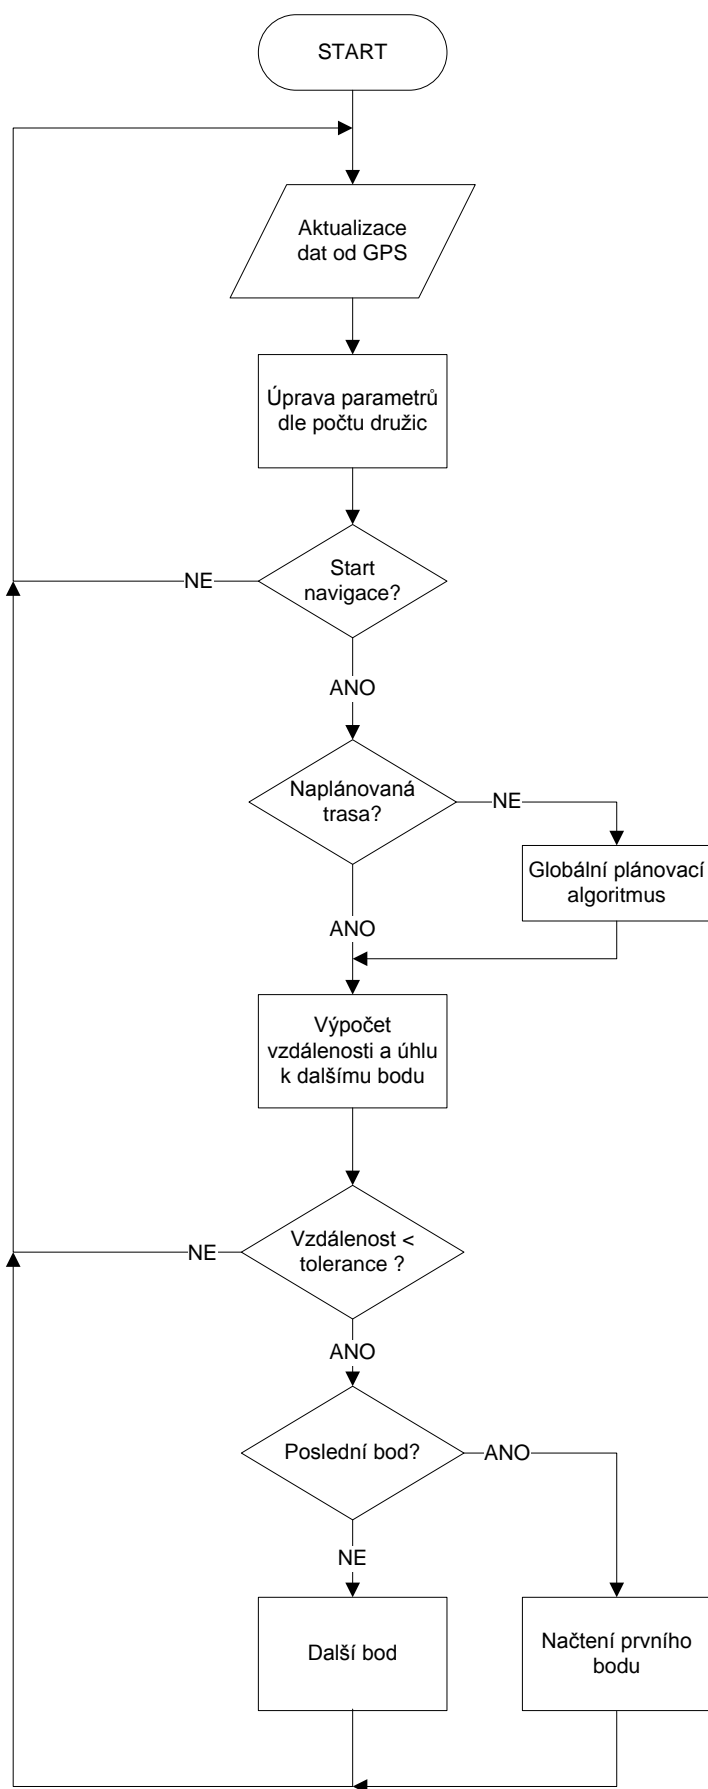 START
Aktualizace
dat od GPS
Úprava parametrů
dle počtu družic
Start
navigace?
NE
ANO
Naplánovaná
trasa?
NE
Globální plánovací
algoritmus
ANO
Výpočet
vzdálenosti a úhlu
k dalšímu bodu
Vzdálenost <
tolerance ?
NE
ANO
Poslední bod?
ANO
NE
Další bod
Načtení prvního
bodu